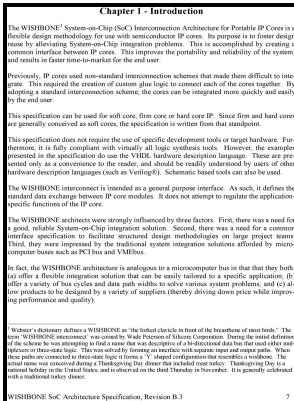 Chapter 1 - Introduction
The WISHBONE¹ System-on-Chip (SoC) Interconnection Architecture for Portable IP Cores is a
flexible design methodology for use with semiconductor IP cores. Its purpose is to foster design
reuse by alleviating System-on-Chip integration problems. This is accomplished by creating a
common interface between IP cores. This improves the portability and reliability of the system,
and results in faster time-to-market for the end user.
Previously, IP cores used non-standard interconnection schemes that made them difficult to inte-
grate. This required the creation of custom glue logic to connect each of the cores together. By
adopting a standard interconnection scheme, the cores can be integrated more quickly and easily
by the end user.
This specification can be used for soft core, firm core or hard core IP. Since firm and hard cores
are generally conceived as soft cores, the specification is written from that standpoint.
This specification does not require the use of specific development tools or target hardware. Fur-
thermore, it is fully compliant with virtually all logic synthesis tools. However, the examples
presented in the specification do use the VHDL hardware description language. These are pre-
sented only as a convenience to the reader, and should be readily understood by users of other
hardware description languages (such as Verilog®). Schematic based tools can also be used.
The WISHBONE interconnect is intended as a general purpose interface. As such, it defines the
standard data exchange between IP core modules. It does not attempt to regulate the application-
specific functions of the IP core.
The WISHBONE architects were strongly influenced by three factors. First, there was a need for
a good, reliable System-on-Chip integration solution. Second, there was a need for a common
interface specification to facilitate structured design methodologies on large project teams.
Third, they were impressed by the traditional system integration solutions afforded by micro-
computer buses such as PCI bus and VMEbus.
In fact, the WISHBONE architecture is analogous to a microcomputer bus in that that they both:
(a) offer a flexible integration solution that can be easily tailored to a specific application; (b)
offer a variety of bus cycles and data path widths to solve various system problems; and (c) al-
low products to be designed by a variety of suppliers (thereby driving down price while improv-
ing performance and quality).
¹ Webster's dictionary defines a WISHBONE as "the forked clavicle in front of the breastbone of most birds." The
term 'WISHBONE interconnect' was coined by Wade Peterson of Silicore Corporation. During the initial definition
of the scheme he was attempting to find a name that was descriptive of a bi-directional data bus that used either mul-
tiplexers or three-state logic. This was solved by forming an interface with separate input and output paths. When
these paths are connected to three-state logic it forms a 'Y' shaped configuration that resembles a wishbone. The
actual name was conceived during a Thanksgiving Day dinner that included roast turkey. Thanksgiving Day is a
national holiday in the United States, and is observed on the third Thursday in November. It is generally celebrated
with a traditional turkey dinner.
WISHBONE SoC Architecture Specification, Revision B.3 7